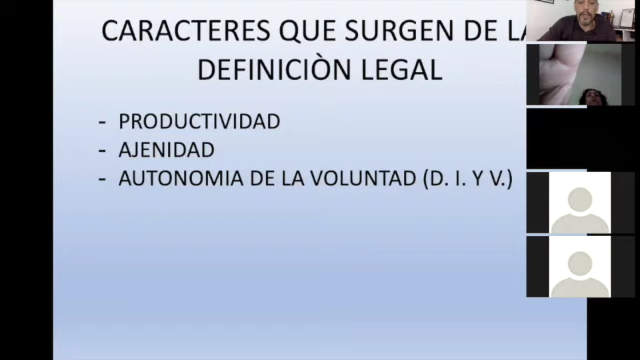 CARACTERES QUE SURGEN DE LA
DEFINICIÒN LEGAL
- PRODUCTIVIDAD
- AJENIDAD
- AUTONOMIA DE LA VOLUNTAD (D. I. Y V.)